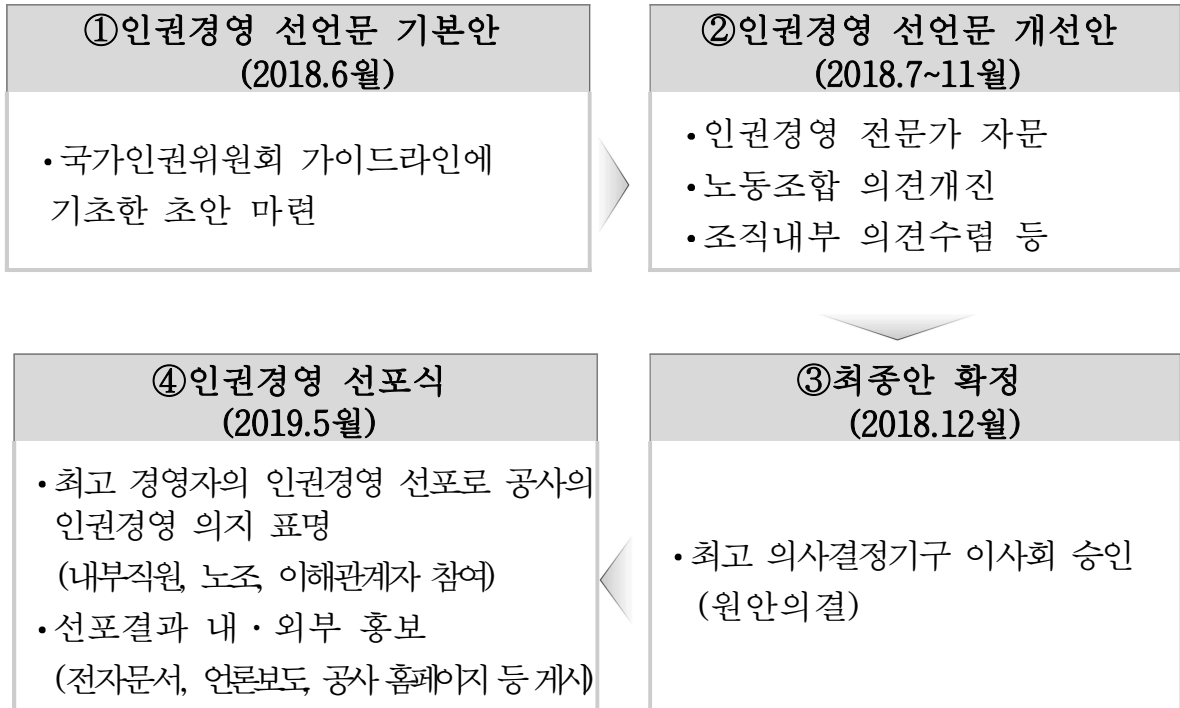 ①인권경영 선언문 기본안
(2018.6월)
•국가인권위원회 가이드라인에
기초한 초안 마련
②인권경영 선언문 개선안
(2018.7~11월)
•인권경영 전문가 자문
•노동조합 의견개진
•조직내부 의견수렴 등
③최종안 확정
(2018.12월)
•최고 의사결정기구 이사회 승인
(원안의결)
④인권경영 선포식
(2019.5월)
•최고 경영자의 인권경영 선포로 공사의
인권경영 의지 표명
(내부직원, 노조, 이해관계자 참여)
•선포결과 내·외부 홍보
(전자문서, 언론보도, 공사 홈페이지 등 게시)